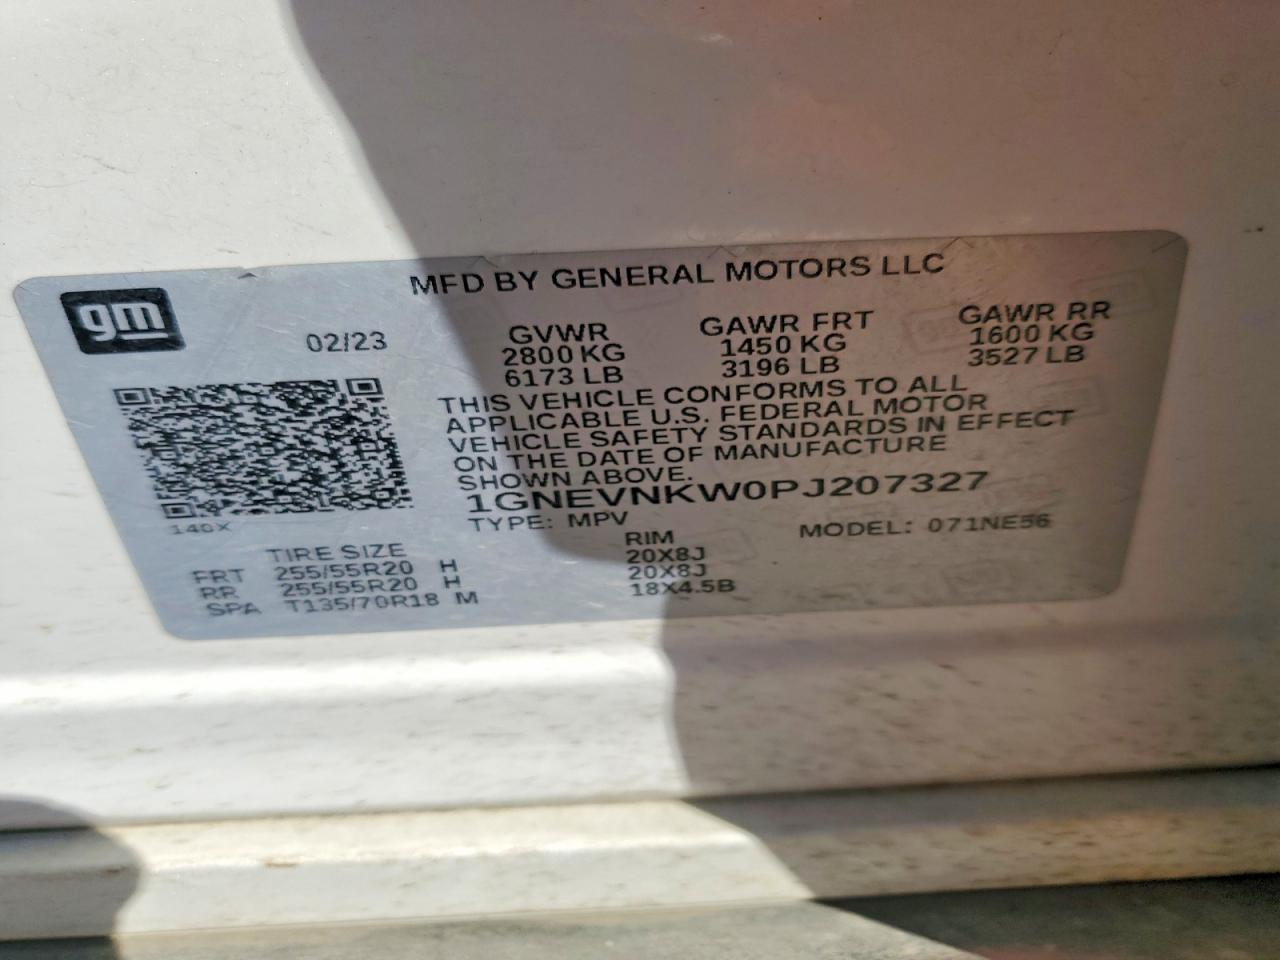 MFD BY GENERAL MOTORS LLC
gm
02/23
GVWR GAWR FRT GAWR RR
2800 KG 1450 KG 1600 KG
6173 LB 3196 LB 3527 LB
THIS VEHICLE CONFORMS TO ALL
APPLICABLE U.S. FEDERAL MOTOR
VEHICLE SAFETY STANDARDS IN EFFECT
ON THE DATE OF MANUFACTURE
SHOWN ABOVE.
1GNEVNKW0PJ207327
140X
TYPE: MPV MODEL: 071NE56
TIRE SIZE RIM
FRT 255/55R20 H 20X8J
RR 255/55R20 H 20X8J
SPA T135/70R18 M 18X4.5B